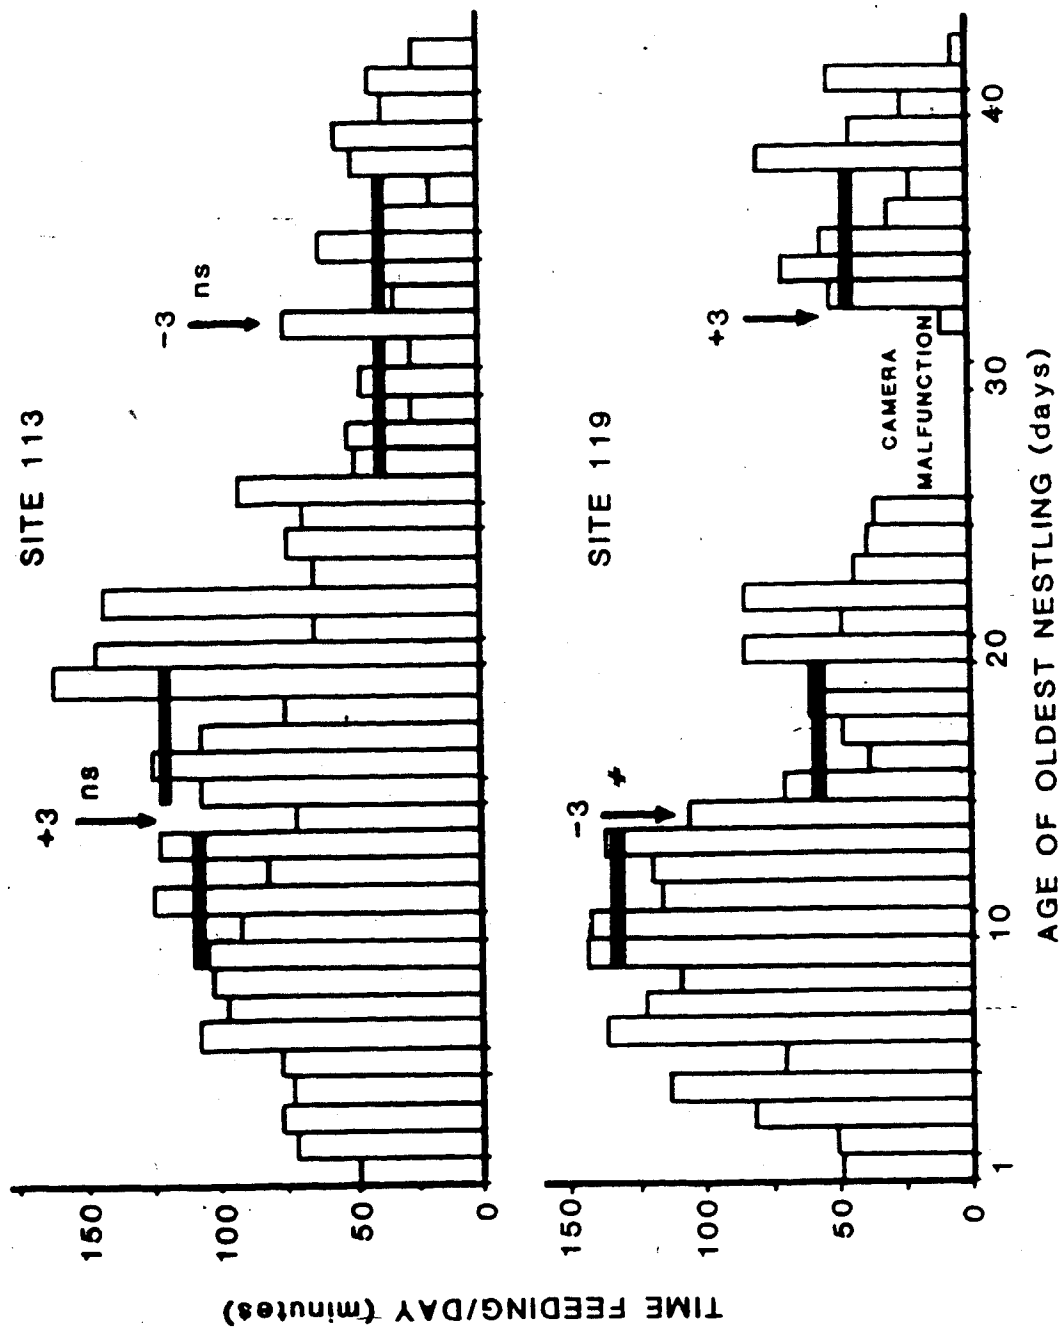 SITE 113
+3
ns
-3
ns
150
100
50
0
SITE 119
-3
≠
+3
CAMERA
MALFUNCTION
150
100
50
0
1
10
20
30
40
AGE OF OLDEST NESTLING (days)
TIME FEEDING/DAY (minutes)